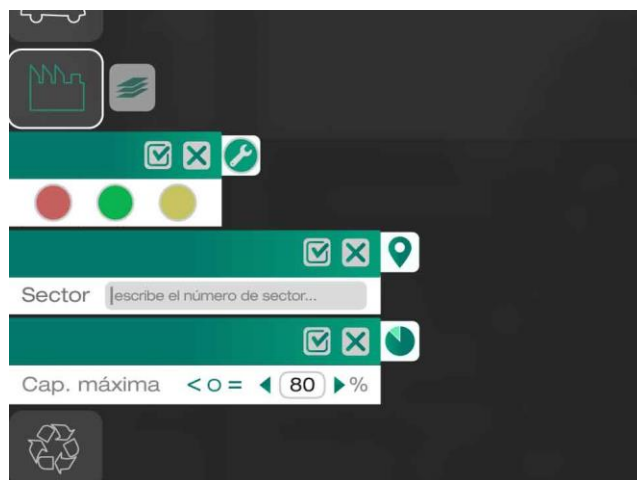 Sector escribe el número de sector...
Cap. máxima < o = 80 %